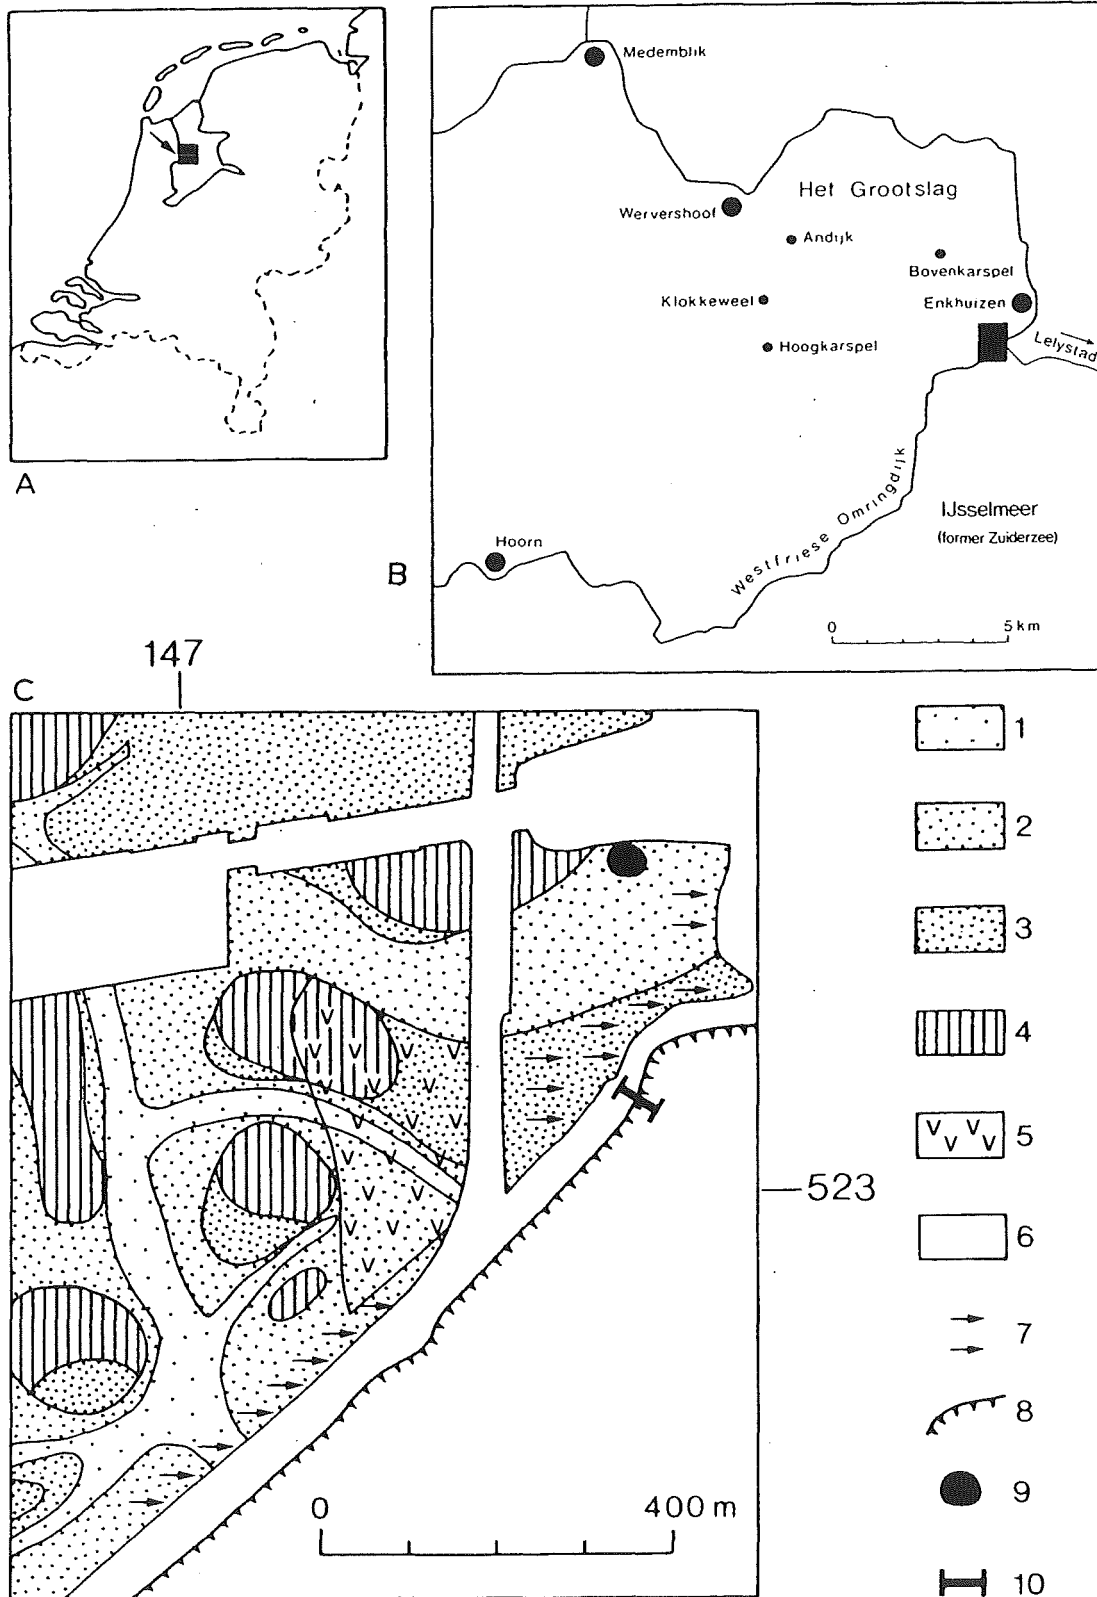 A
Medemblik
Het Grootslag
Wervershoof
Andijk
Bovenkarspel
Klokkeweel
Enkhuizen
Hoogkarspel
Lelystad
Westfriese Omringdijk
IJsselmeer
(former Zuiderzee)
Hoorn
B
0 5 km
147
C
523
0 400 m
1
2
3
4
5
6
7
8
9
10